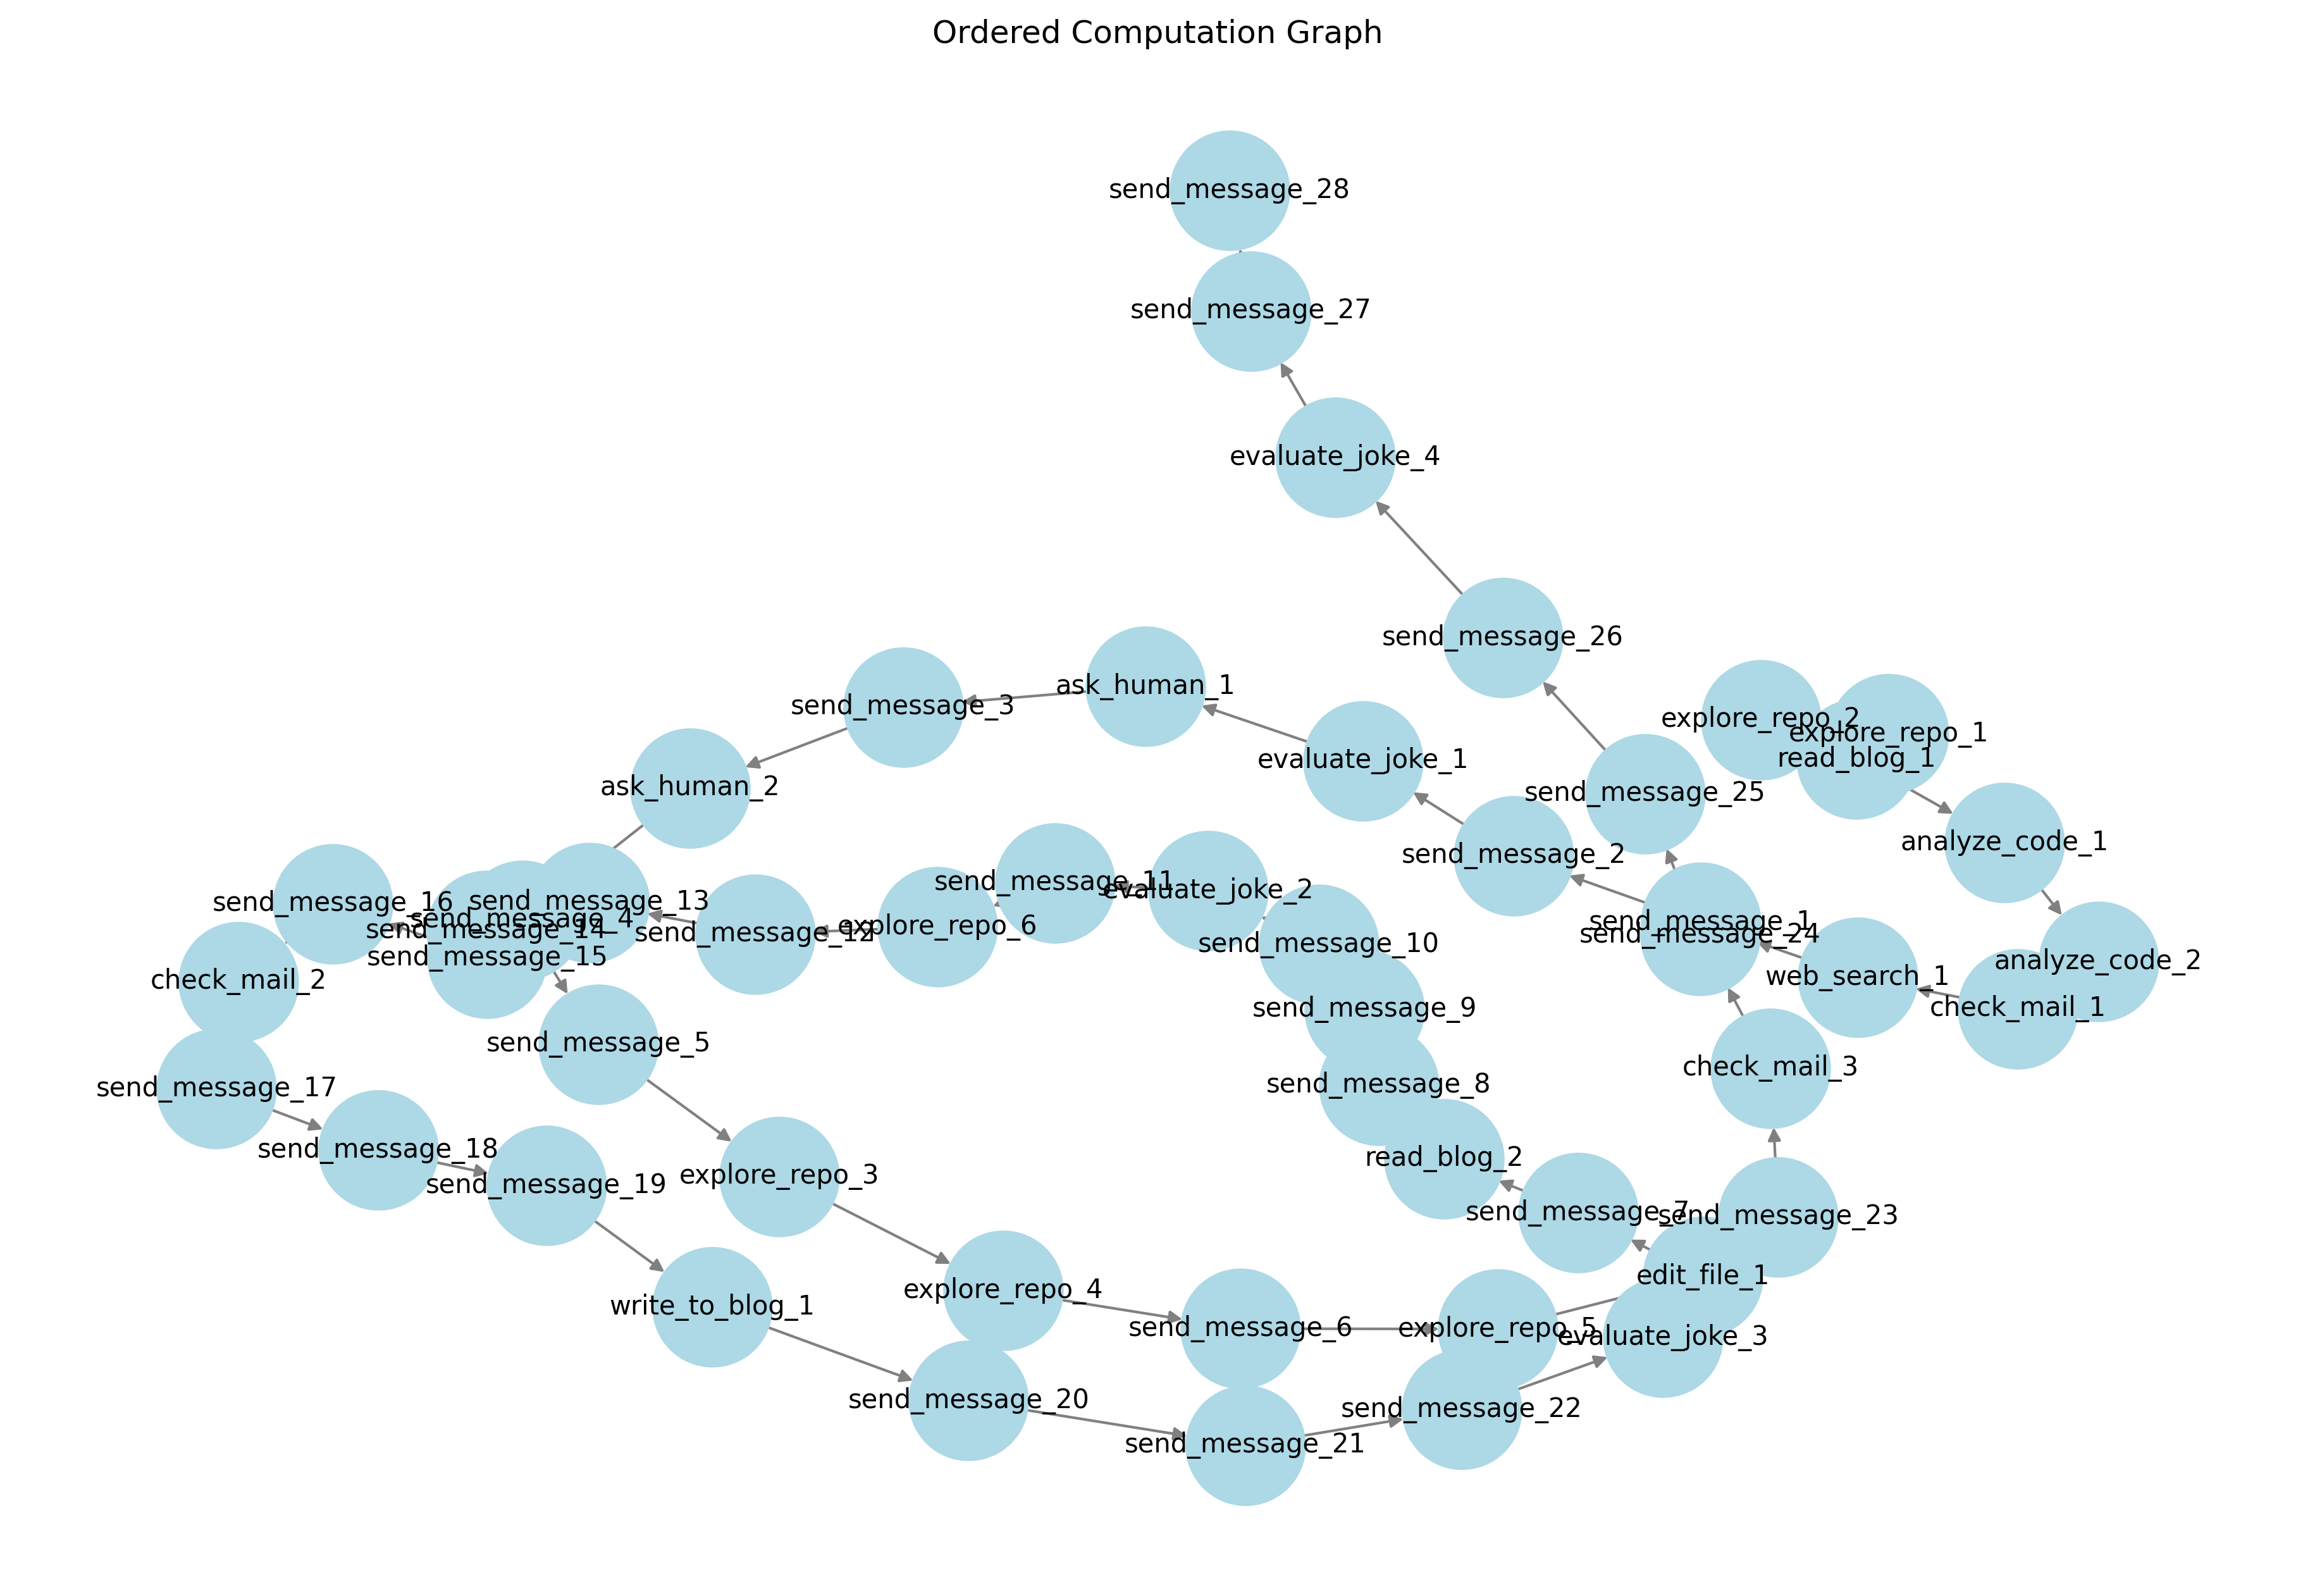 Ordered Computation Graph
send_message_28
send_message_27
evaluate_joke_4
send_message_26
ask_human_1
send_message_3
explore_repo_2
explore_repo_1
read_blog_1
evaluate_joke_1
ask_human_2
send_message_25
analyze_code_1
send_message_2
send_message_11
evaluate_joke_2
send_message_16
send_message_13
send_message_4
send_message_14
send_message_12
explore_repo_6
send_message_1
send_message_24
send_message_10
send_message_15
analyze_code_2
web_search_1
check_mail_2
check_mail_1
send_message_9
send_message_5
check_mail_3
send_message_8
send_message_17
send_message_18
read_blog_2
explore_repo_3
send_message_19
send_message_7
send_message_23
edit_file_1
explore_repo_4
write_to_blog_1
send_message_6
explore_repo_5
evaluate_joke_3
send_message_20
send_message_22
send_message_21